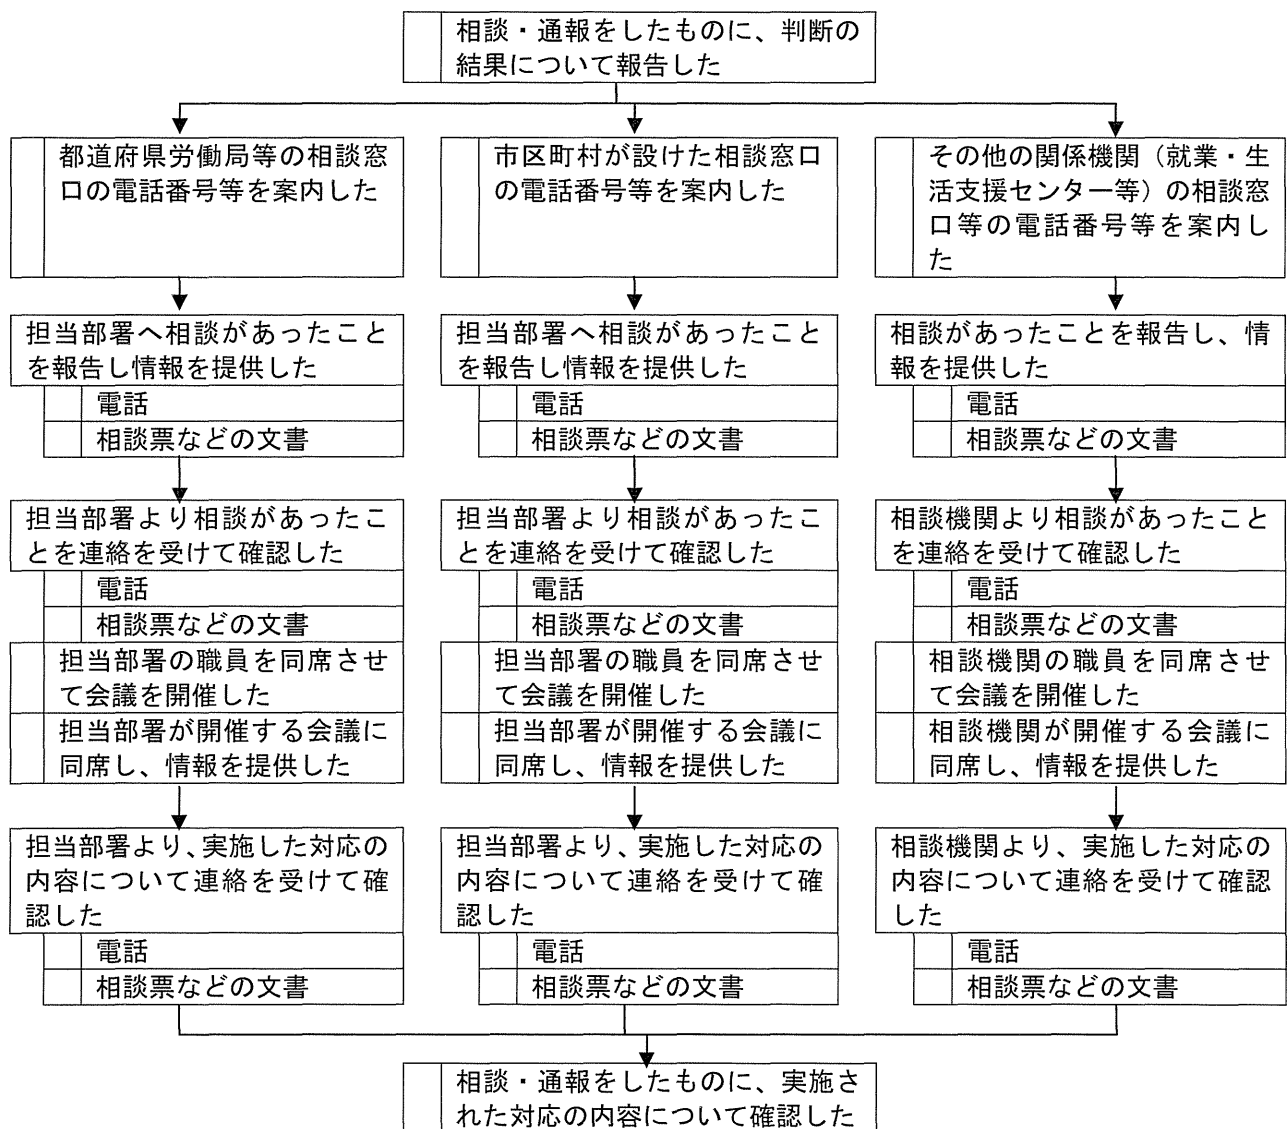 相談・通報をしたものに、判断の
結果について報告した
都道府県労働局等の相談窓
口の電話番号等を案内した
市区町村が設けた相談窓口
の電話番号等を案内した
その他の関係機関（就業・生
活支援センター等）の相談窓
口等の電話番号等を案内し
た
担当部署へ相談があったこと
を報告し情報を提供した
電話
相談票などの文書
担当部署へ相談があったこと
を報告し情報を提供した
電話
相談票などの文書
相談があったことを報告し、情
報を提供した
電話
相談票などの文書
担当部署より相談があったこ
とを連絡を受けて確認した
電話
相談票などの文書
担当部署の職員を同席させ
て会議を開催した
担当部署が開催する会議に
同席し、情報を提供した
担当部署より相談があったこ
とを連絡を受けて確認した
電話
相談票などの文書
担当部署の職員を同席させ
て会議を開催した
担当部署が開催する会議に
同席し、情報を提供した
相談機関より相談があったこと
を連絡を受けて確認した
電話
相談票などの文書
相談機関の職員を同席させ
て会議を開催した
相談機関が開催する会議に
同席し、情報を提供した
担当部署より、実施した対応の
内容について連絡を受けて確
認した
電話
相談票などの文書
担当部署より、実施した対応の
内容について連絡を受けて確
認した
電話
相談票などの文書
相談機関より、実施した対応の
内容について連絡を受けて確認
した
電話
相談票などの文書
相談・通報をしたものに、実施さ
れた対応の内容について確認した